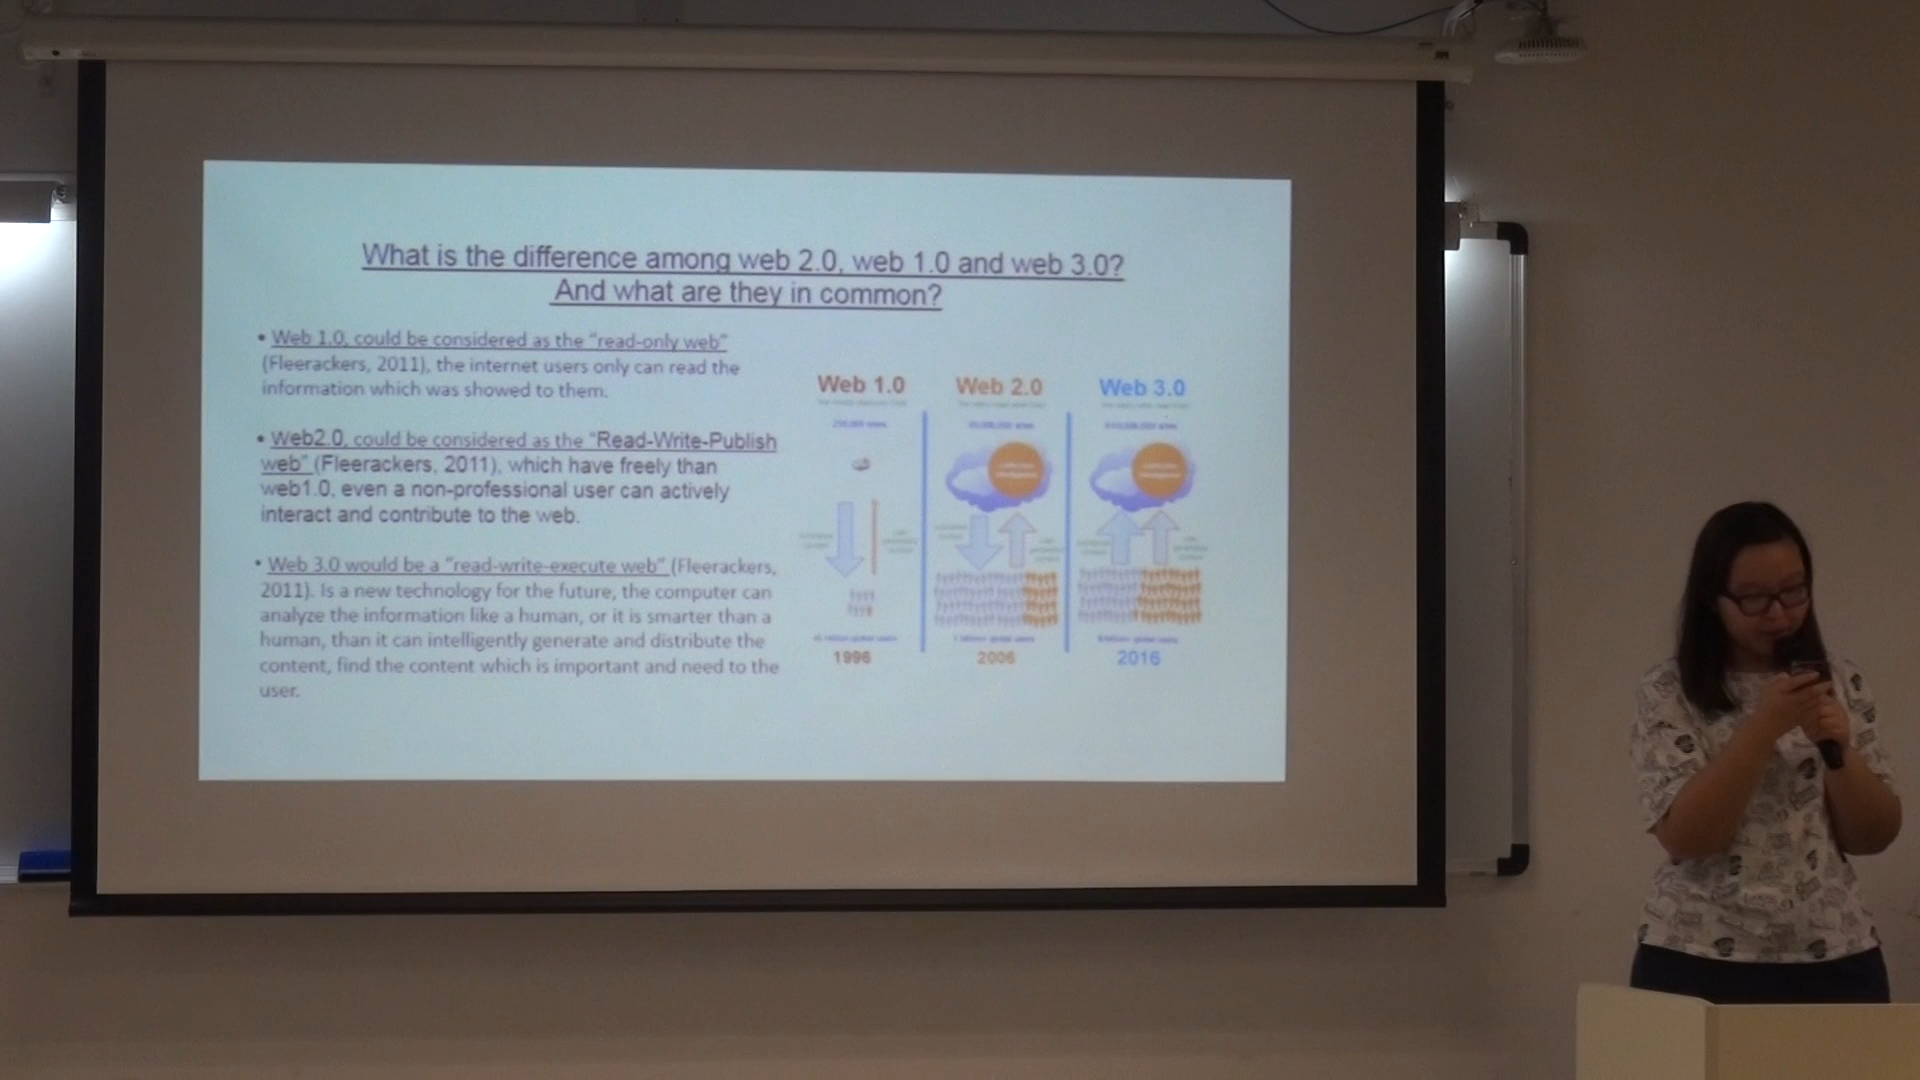 What is the difference among web 2.0, web 1.0 and web 3.0?
And what are they in common?
• Web 1.0, could be considered as the "read-only web"
(Fleerackers, 2011), the internet users only can read the
information which was showed to them.
• Web2.0, could be considered as the "Read-Write-Publish
web" (Fleerackers, 2011), which have freely than
web1.0, even a non-professional user can actively
interact and contribute to the web.
• Web 3.0 would be a "read-write-execute web" (Fleerackers,
2011). Is a new technology for the future, the computer can
analyze the information like a human, or it is smarter than a
human, than it can intelligently generate and distribute the
content, find the content which is important and need to the
user.
Web 1.0 Web 2.0 Web 3.0
1996 2006 2016